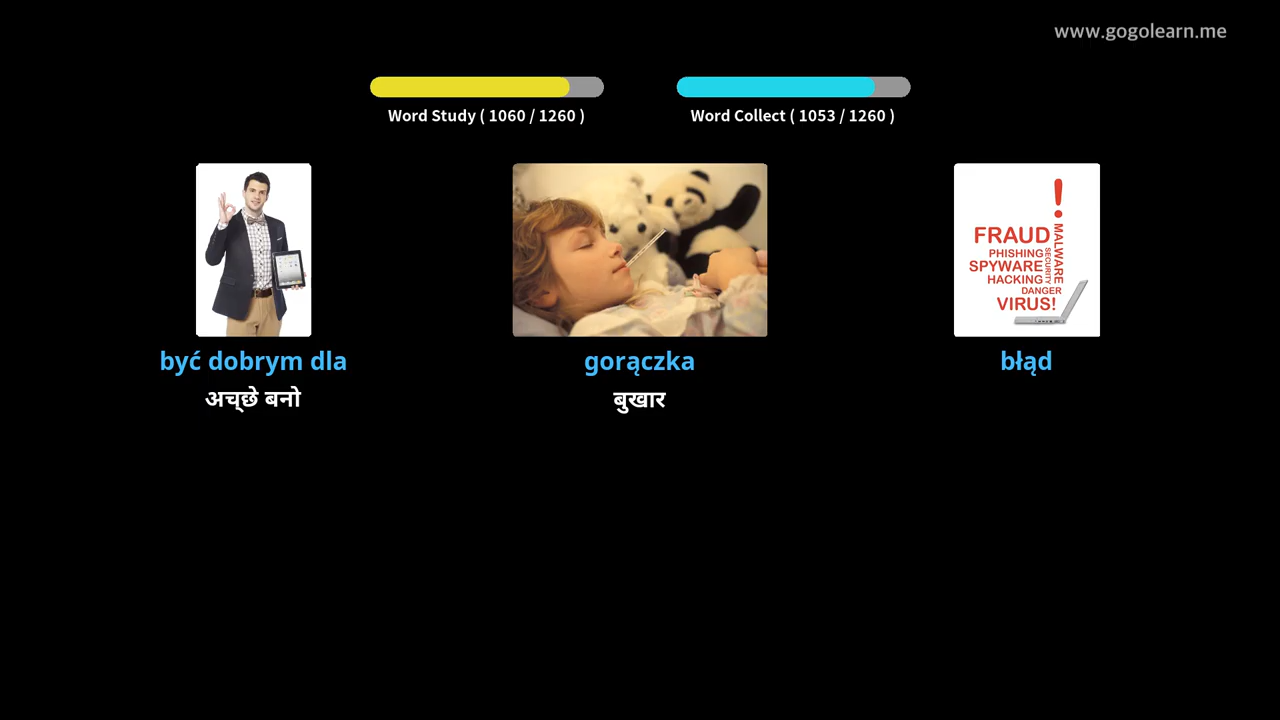 www.gogolearn.me
Word Study ( 1060 / 1260 )
Word Collect ( 1053 / 1260 )
!
FRAUD
PHISHING
SPYWARE
HACKING
DANGER
VIRUS!
SECURITY
MALWARE
być dobrym dla
gorączka
błąd
अच्छे बनो
बुखार